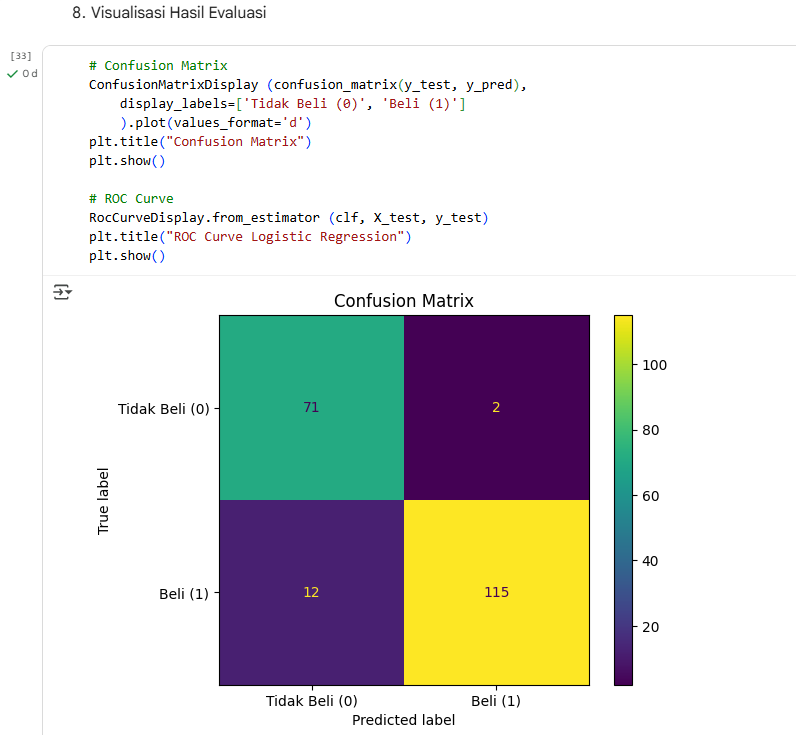 8. Visualisasi Hasil Evaluasi
[33]
0 d
# Confusion Matrix
ConfusionMatrixDisplay (confusion_matrix(y_test, y_pred),
    display_labels=['Tidak Beli (0)', 'Beli (1)']
    ).plot(values_format='d')
plt.title("Confusion Matrix")
plt.show()
# ROC Curve
RocCurveDisplay.from_estimator (clf, X_test, y_test)
plt.title("ROC Curve Logistic Regression")
plt.show()
Confusion Matrix
Tidak Beli (0)
71
2
Beli (1)
12
115
True label
Tidak Beli (0)
Beli (1)
Predicted label
100
80
60
40
20